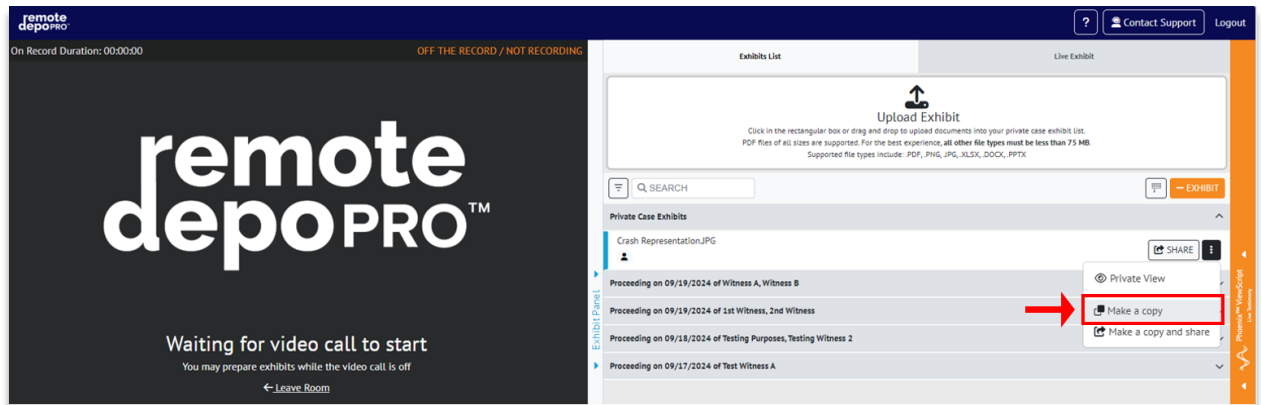 remote
depoPRO
?
Contact Support
Logout
On Record Duration: 00:00:00
OFF THE RECORD / NOT RECORDING
remote
depoPRO™
Waiting for video call to start
You may prepare exhibits while the video call is off
Leave Room
Exhibit Panel
Exhibits List
Live Exhibit
Upload Exhibit
Click in the rectangular box or drag and drop to upload documents into your private case exhibit list.
PDF files of all sizes are supported. For the best experience, all other file types must be less than 75 MB.
Supported file types include: .PDF, .PNG, .JPG, .XLSX, .DOCX, .PPTX
SEARCH
EXHIBIT
Private Case Exhibits
Crash Representation.JPG
SHARE
Private View
Make a copy
Make a copy and share
Proceeding on 09/19/2024 of Witness A, Witness B
Proceeding on 09/19/2024 of 1st Witness, 2nd Witness
Proceeding on 09/18/2024 of Testing Purposes, Testing Witness 2
Proceeding on 09/17/2024 of Test Witness A
Phoenix™ ViewScript
Live Testimony